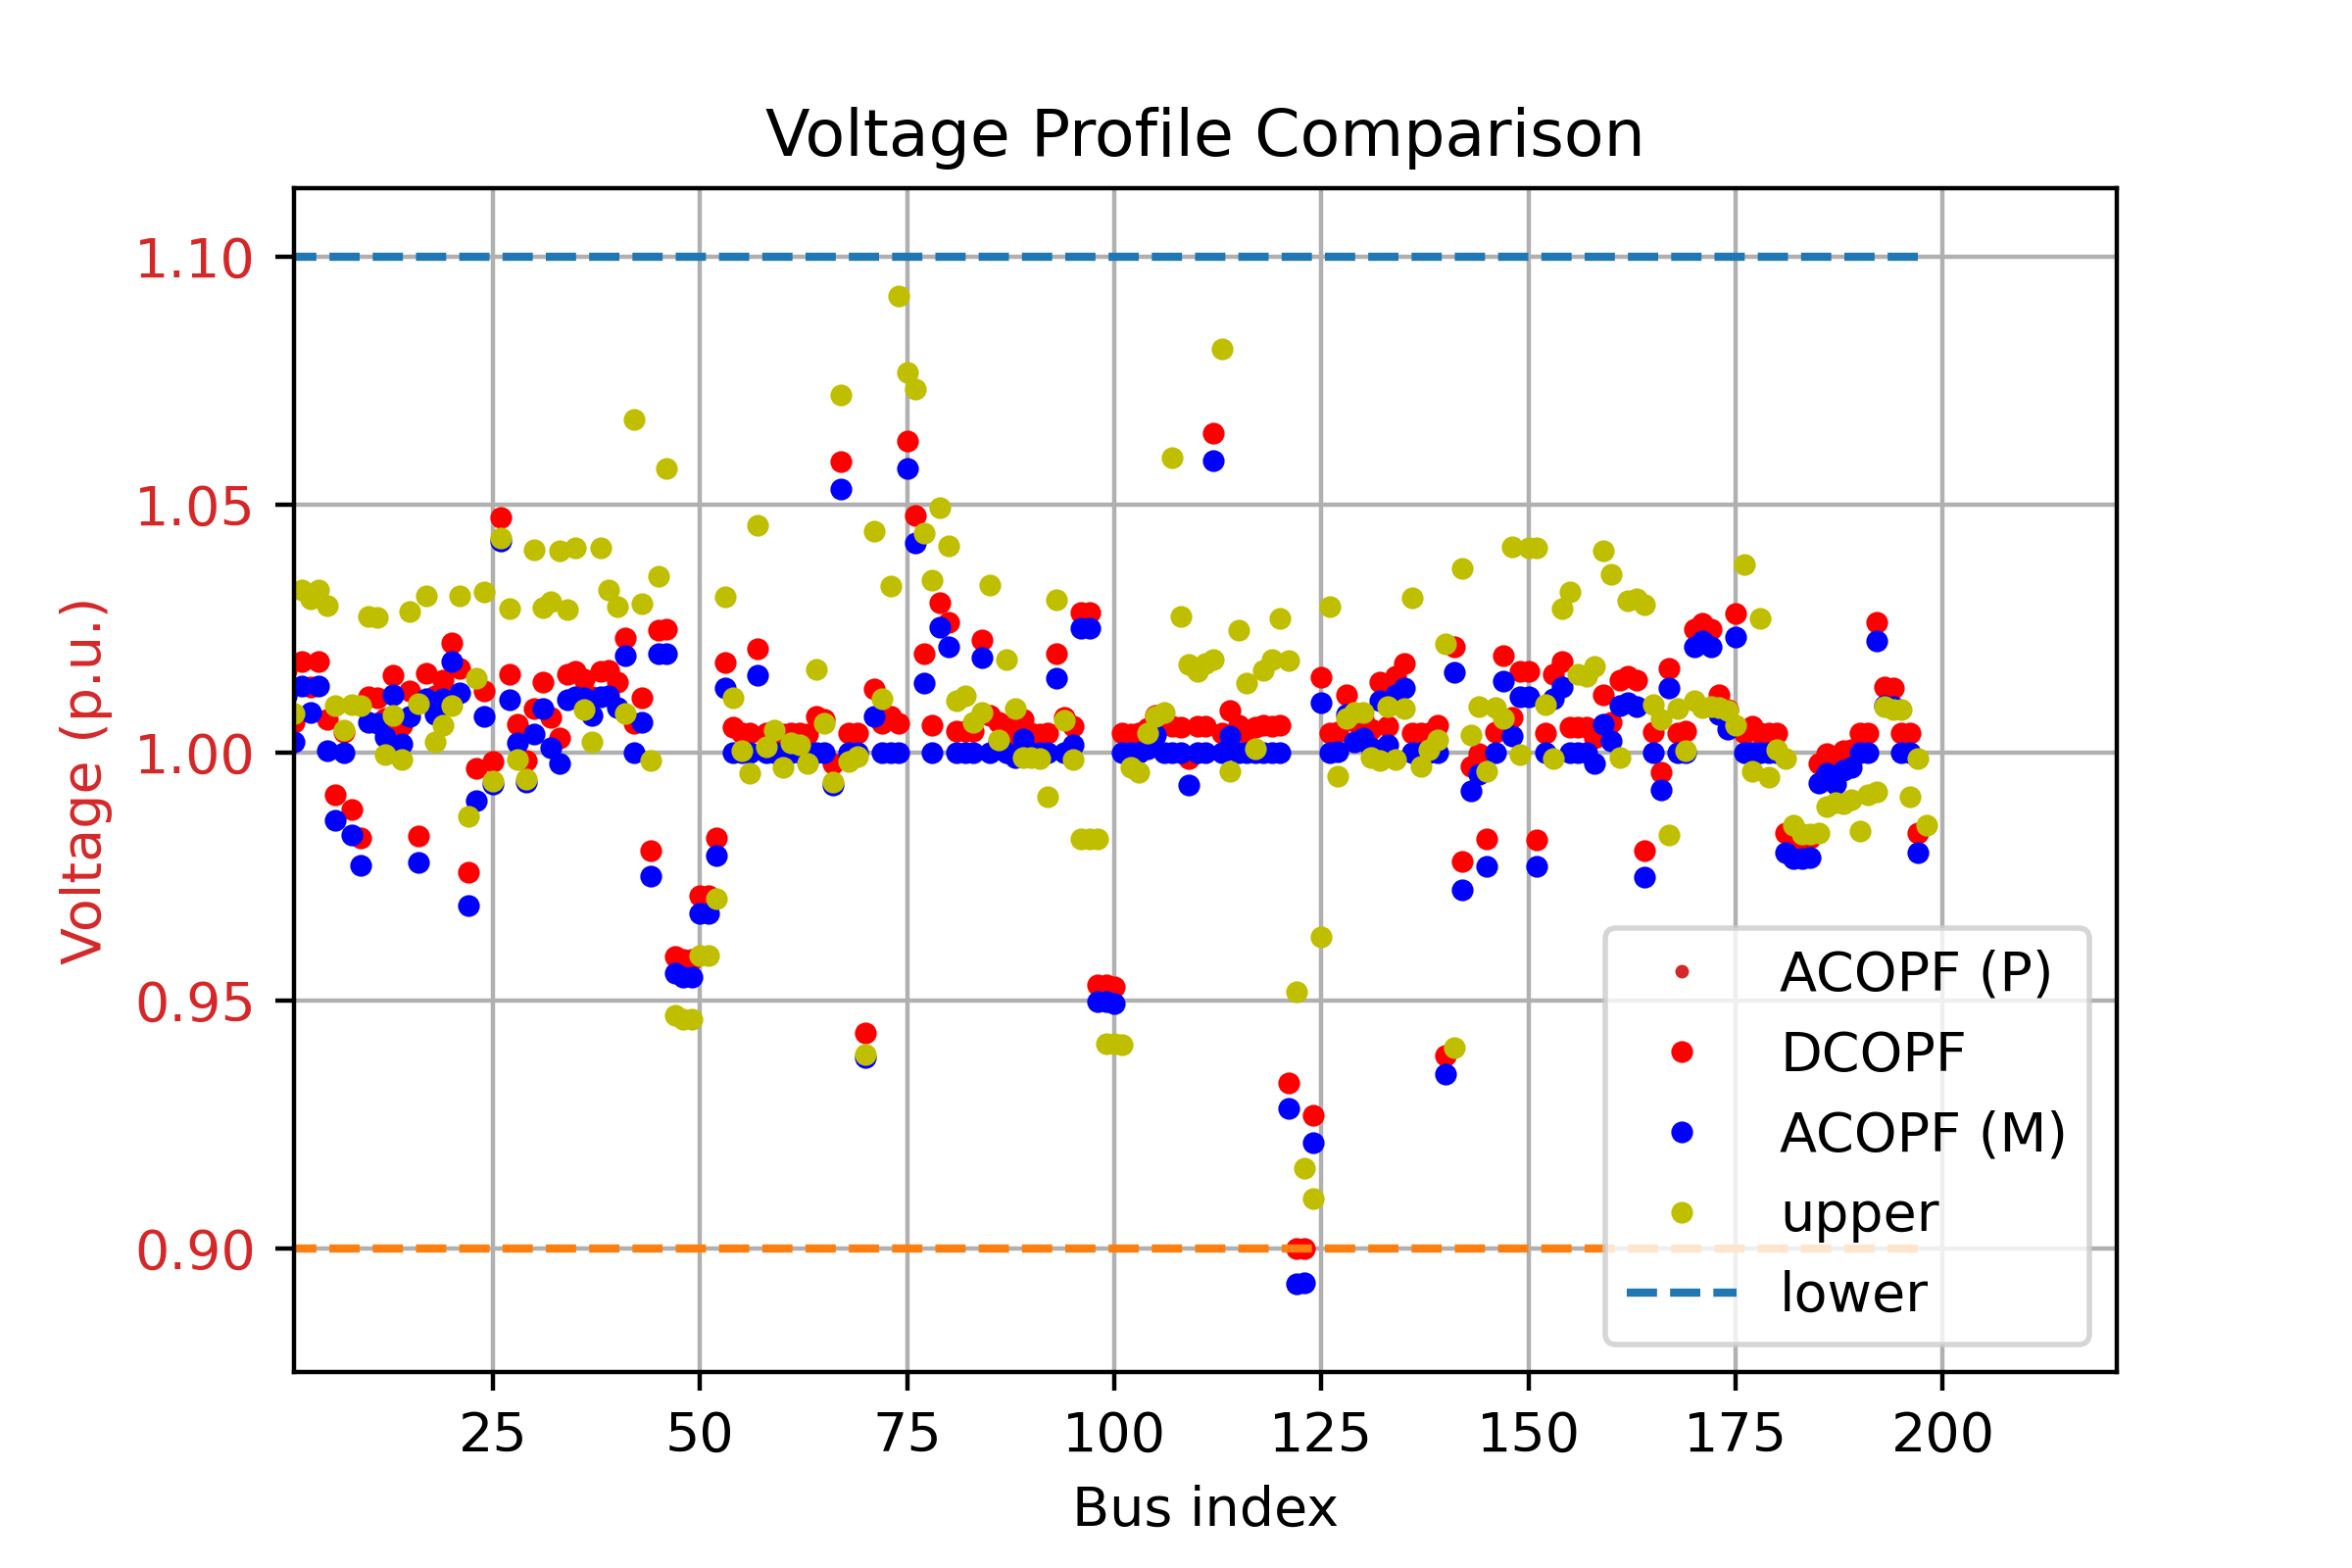 Voltage Profile Comparison
1.10
1.05
1.00
0.95
0.90
Voltage (p.u.)
ACOPF (P)
DCOPF
ACOPF (M)
upper
lower
25 50 75 100 125 150 175 200
Bus index